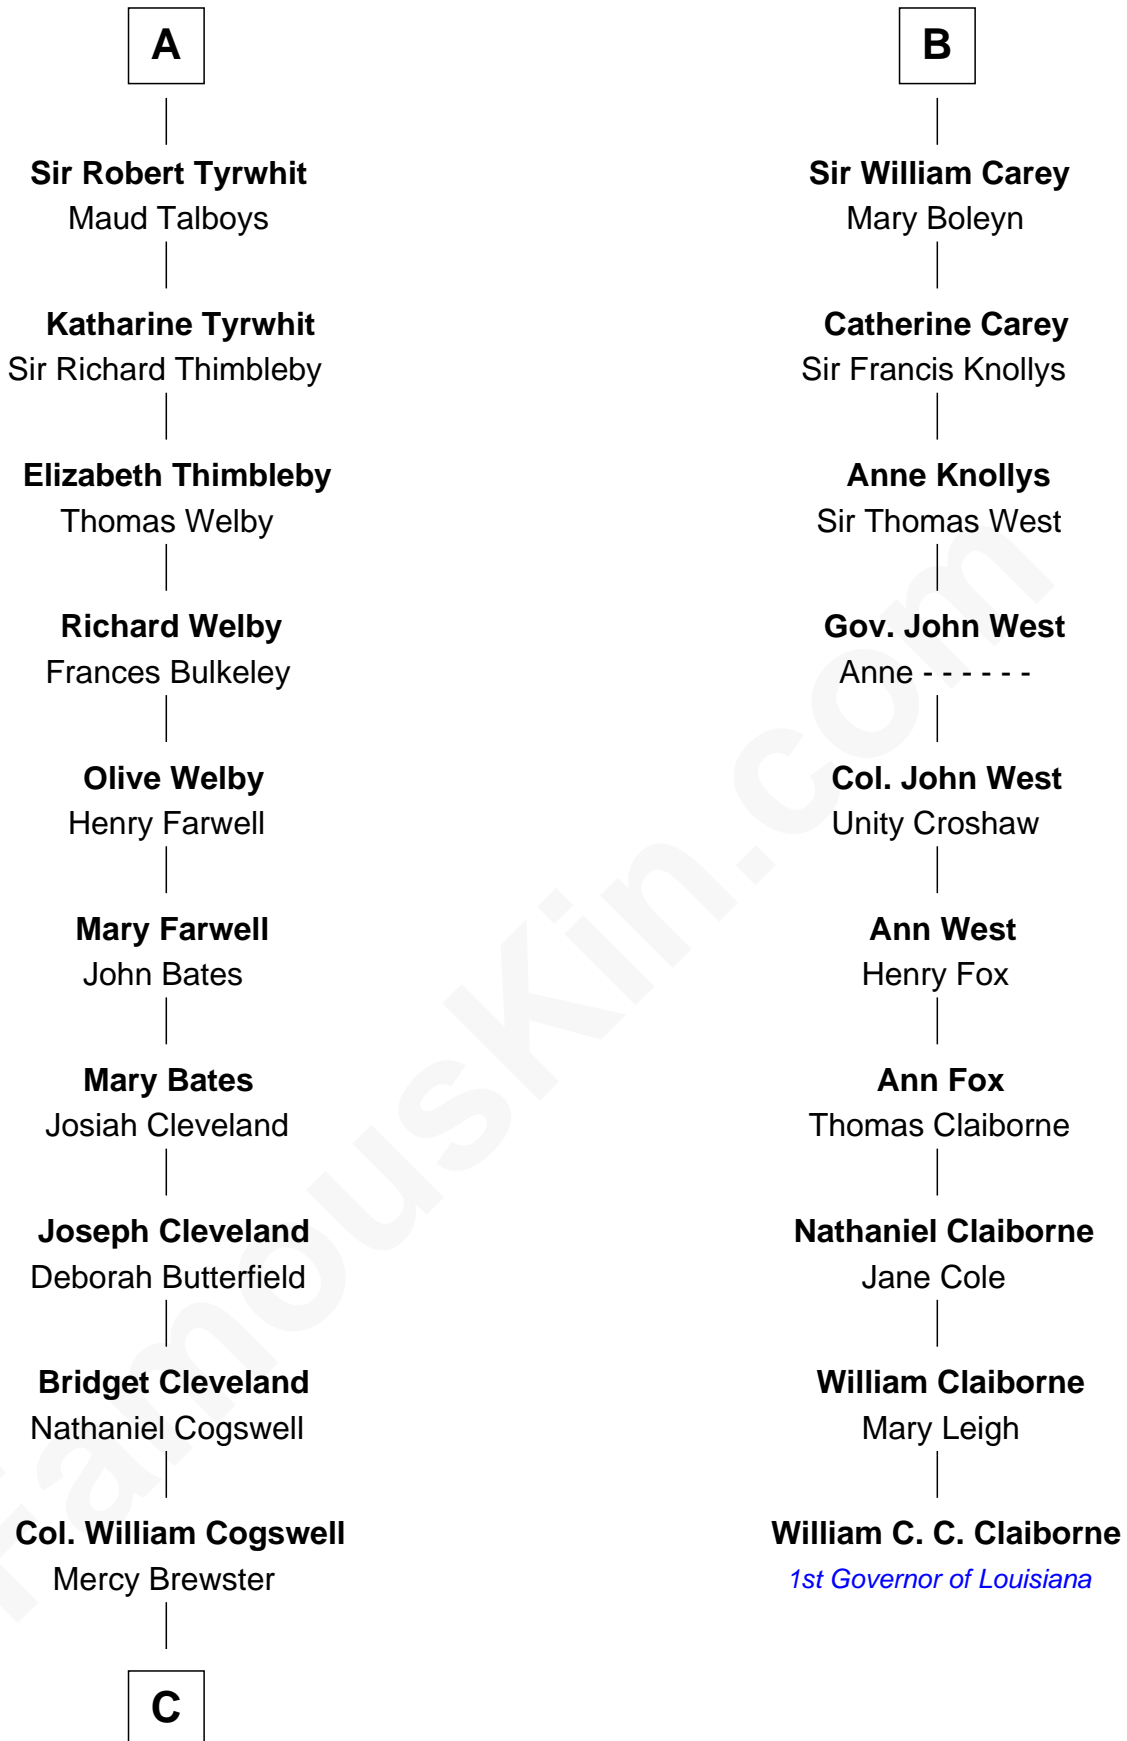 A
Sir Robert Tyrwhit
Maud Talboys
Katharine Tyrwhit
Sir Richard Thimbleby
Elizabeth Thimbleby
Thomas Welby
Richard Welby
Frances Bulkeley
Olive Welby
Henry Farwell
Mary Farwell
John Bates
Mary Bates
Josiah Cleveland
Joseph Cleveland
Deborah Butterfield
Bridget Cleveland
Nathaniel Cogswell
Col. William Cogswell
Mercy Brewster
C
B
Sir William Carey
Mary Boleyn
Catherine Carey
Sir Francis Knollys
Anne Knollys
Sir Thomas West
Gov. John West
Anne - - - - - -
Col. John West
Unity Croshaw
Ann West
Henry Fox
Ann Fox
Thomas Claiborne
Nathaniel Claiborne
Jane Cole
William Claiborne
Mary Leigh
William C. C. Claiborne
1st Governor of Louisiana
FamousKin.com